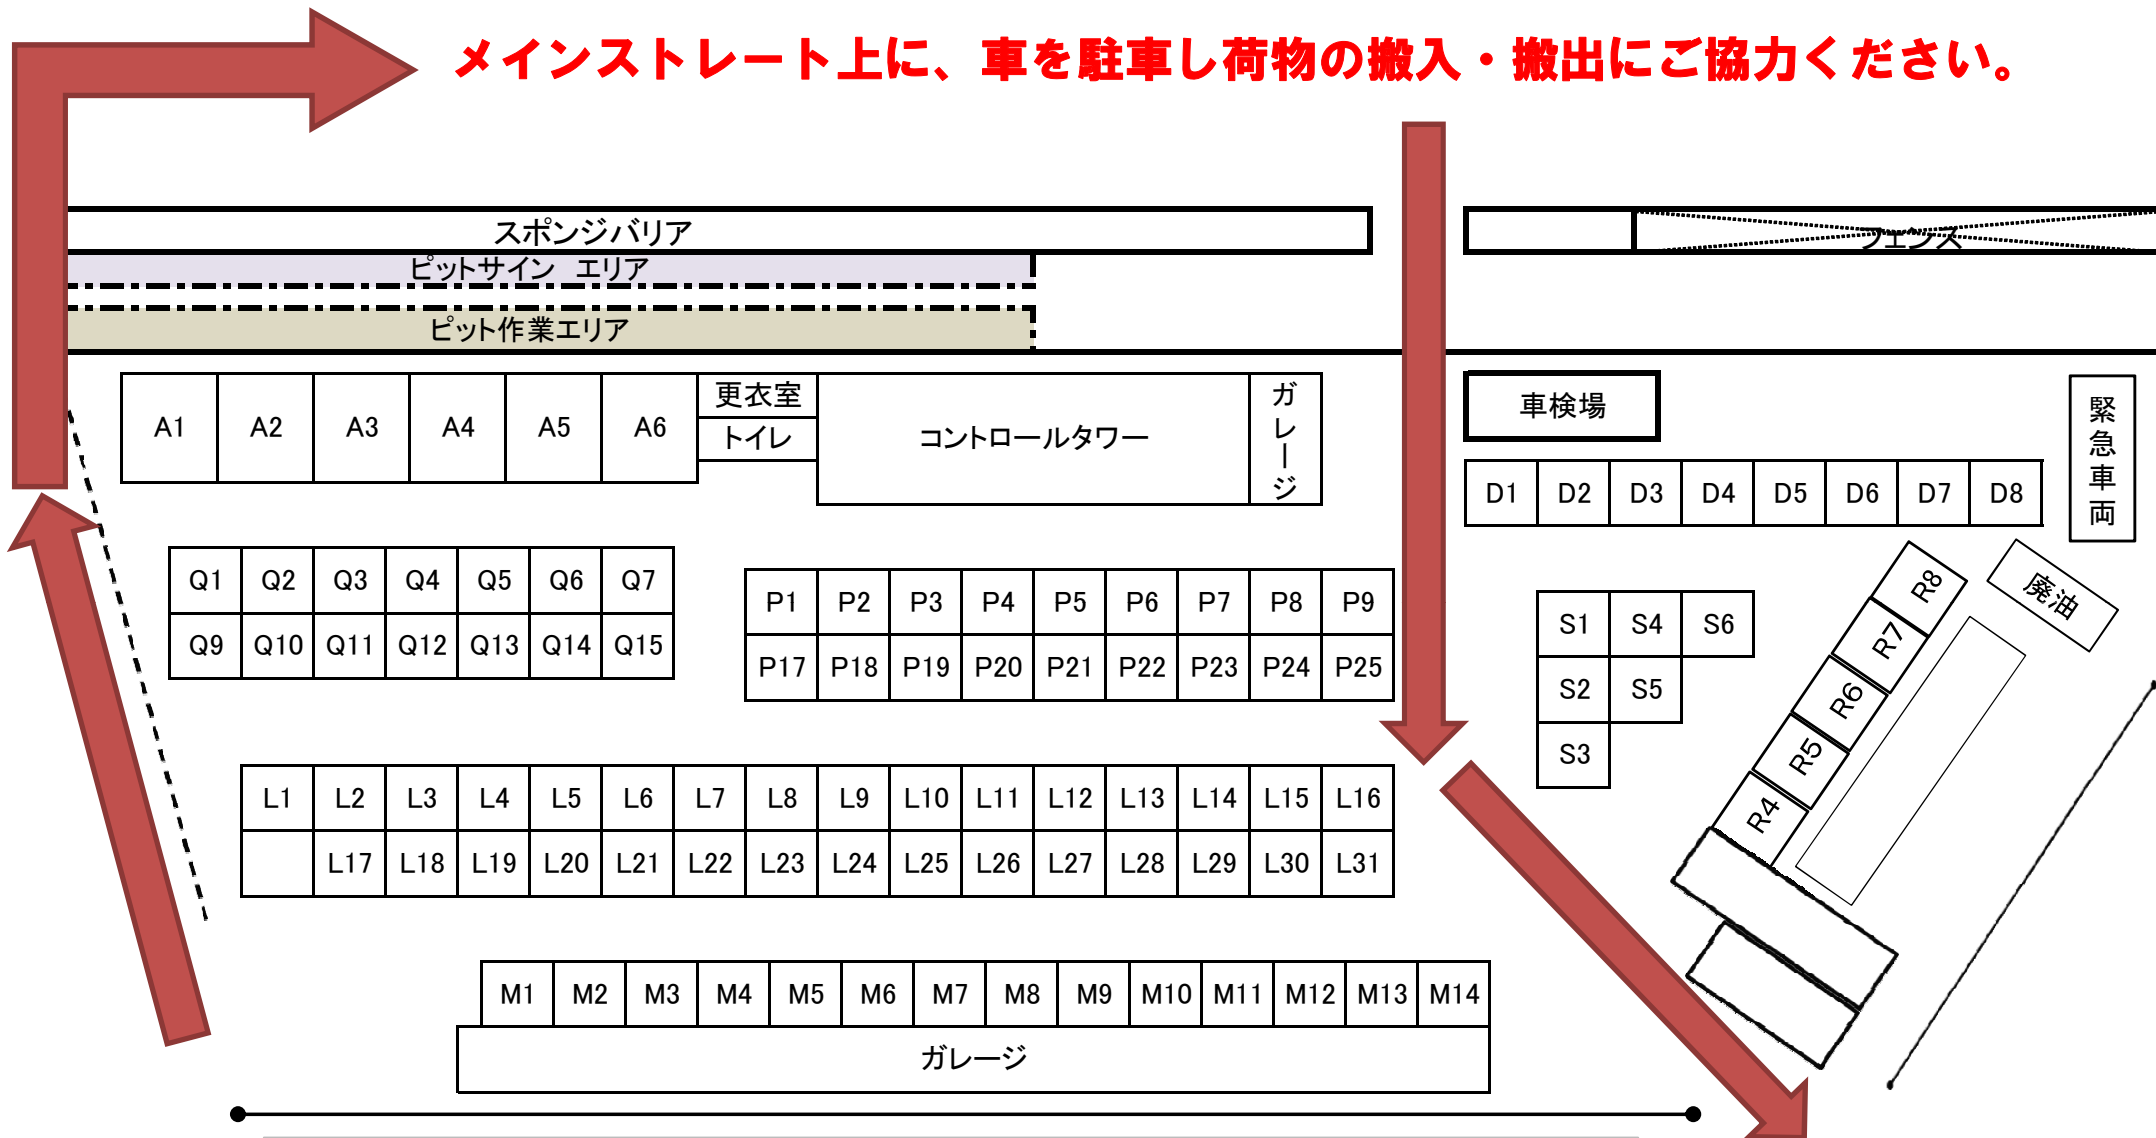 メインストレート上に、車を駐車し荷物の搬入・搬出にご協力ください。
スポンジバリア
フェンス
ピットサイン エリア
ピット作業エリア
A1 A2 A3 A4 A5 A6
更衣室
トイレ
コントロールタワー
ガレージ
車検場
緊急車両
D1 D2 D3 D4 D5 D6 D7 D8
Q1 Q2 Q3 Q4 Q5 Q6 Q7
Q9 Q10 Q11 Q12 Q13 Q14 Q15
P1 P2 P3 P4 P5 P6 P7 P8 P9
P17 P18 P19 P20 P21 P22 P23 P24 P25
S1 S4 S6
S2 S5
S3
R8
R7
R6
R5
R4
廃油
L1 L2 L3 L4 L5 L6 L7 L8 L9 L10 L11 L12 L13 L14 L15 L16
L17 L18 L19 L20 L21 L22 L23 L24 L25 L26 L27 L28 L29 L30 L31
M1 M2 M3 M4 M5 M6 M7 M8 M9 M10 M11 M12 M13 M14
ガレージ